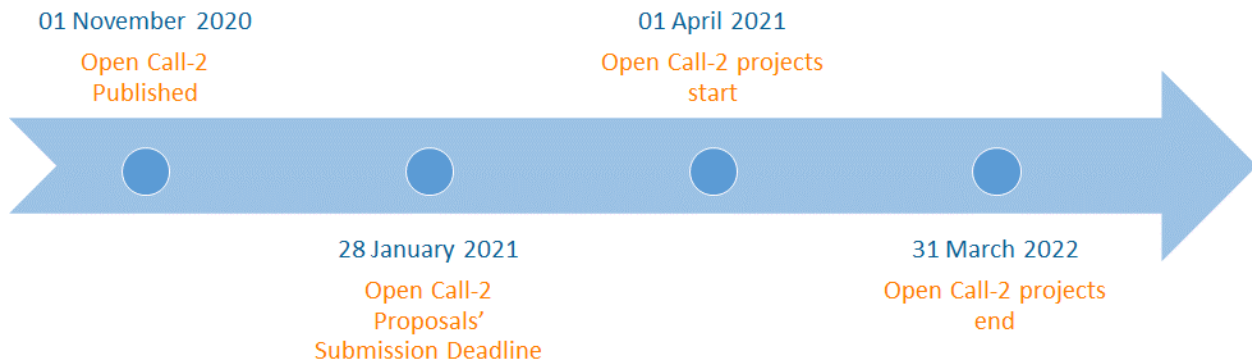 01 November 2020
Open Call-2
Published
28 January 2021
Open Call-2
Proposals’
Submission Deadline
01 April 2021
Open Call-2 projects
start
31 March 2022
Open Call-2 projects
end